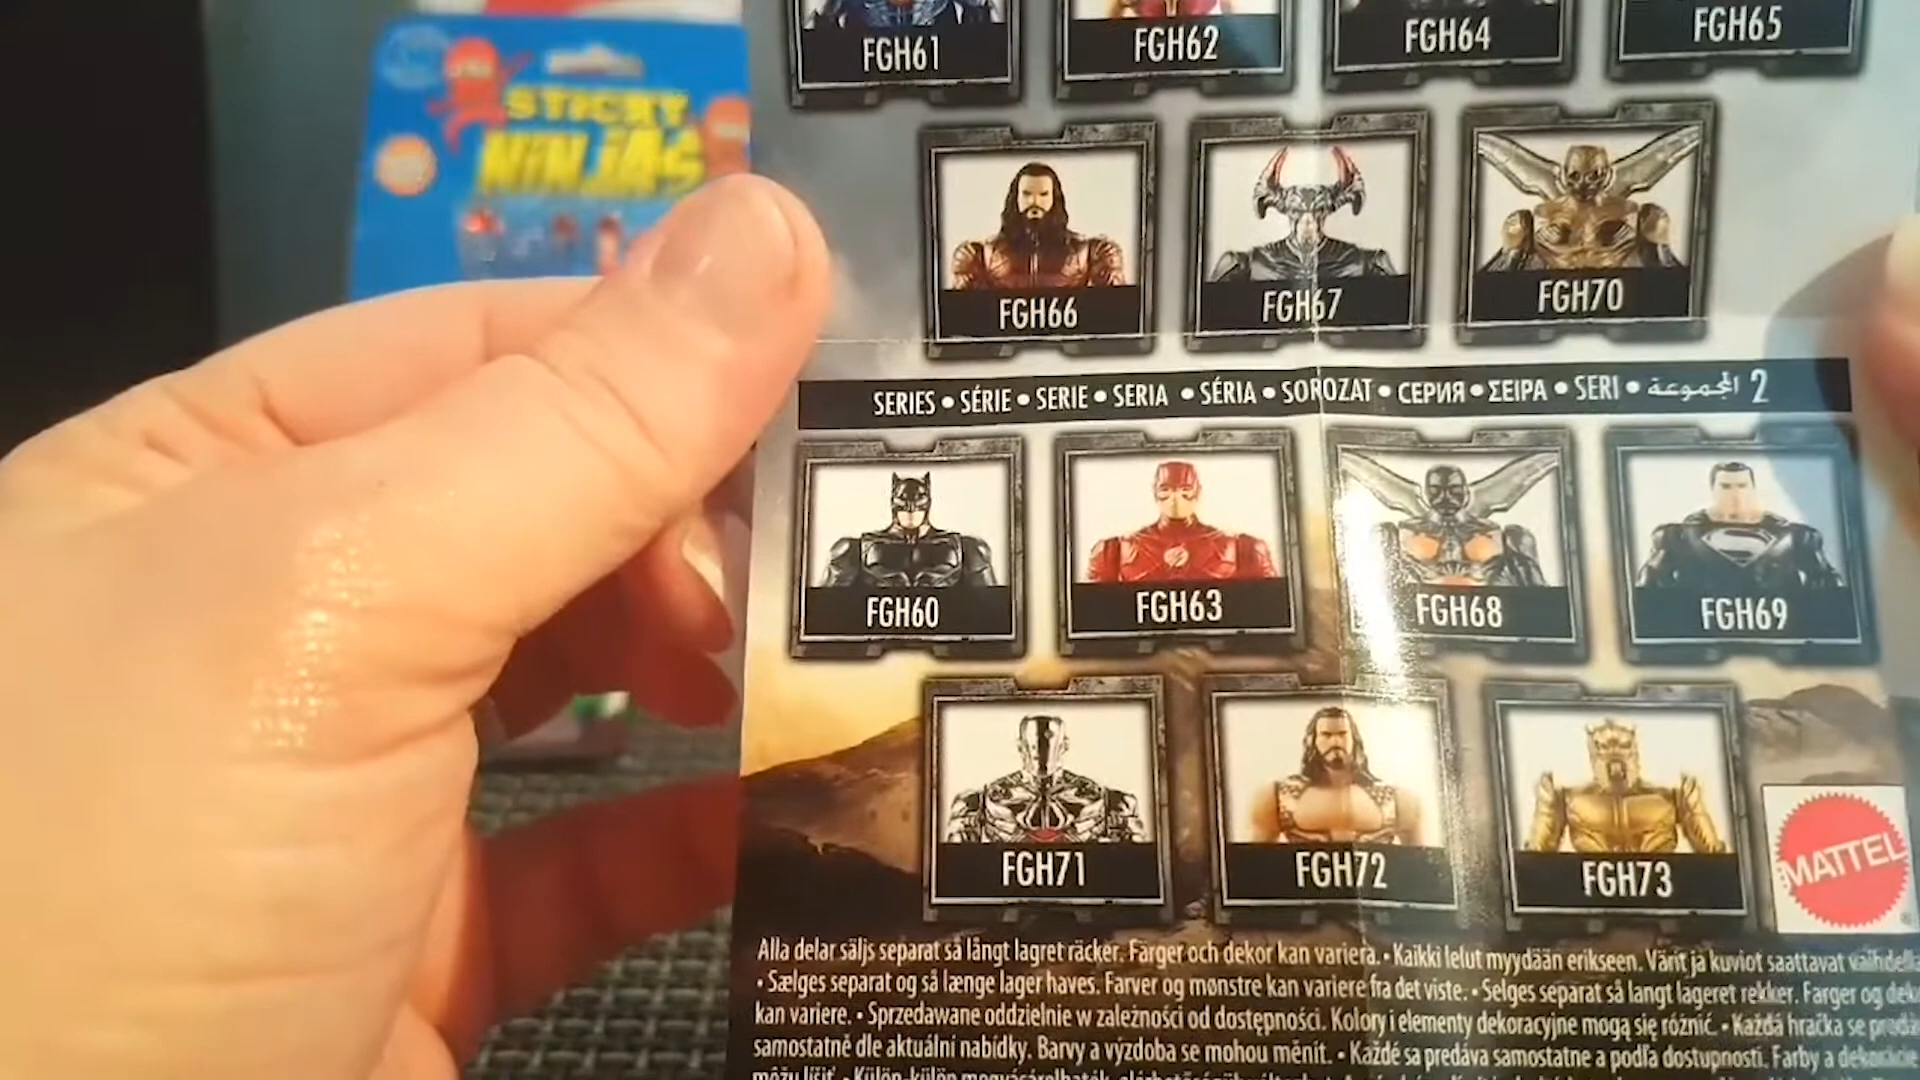 STICKY
NINJAS
FGH61
FGH62
FGH64
FGH65
FGH66
FGH67
FGH70
SERIES • SÉRIE • SERIE • SERIA • SÉRIA • SOROZAT • СЕРИЯ • ΣΕΙΡΑ • SERI • المجموعة 2
FGH60
FGH63
FGH68
FGH69
FGH71
FGH72
FGH73
MATTEL
Alla delar säljs separat så långt lagret räcker. Färger och dekor kan variera. • Kaikki lelut myydään erikseen. Värit ja kuviot saattavat vaihdella
• Sælges separat og så længe lager haves. Farver og mønstre kan variere fra det viste. • Selges separat så langt lageret rekker. Farger og
kan variere. • Sprzedawane oddzielnie w zależności od dostępności. Kolory i elementy dekoracyjne mogą się różnić. • Každá hračka se
samostatně dle aktuální nabídky. Barvy a výzdoba se mohou měnit. • Každé sa predáva samostatne a podľa dostupnosti. Farby a
môžu líšiť. • Külön-külön